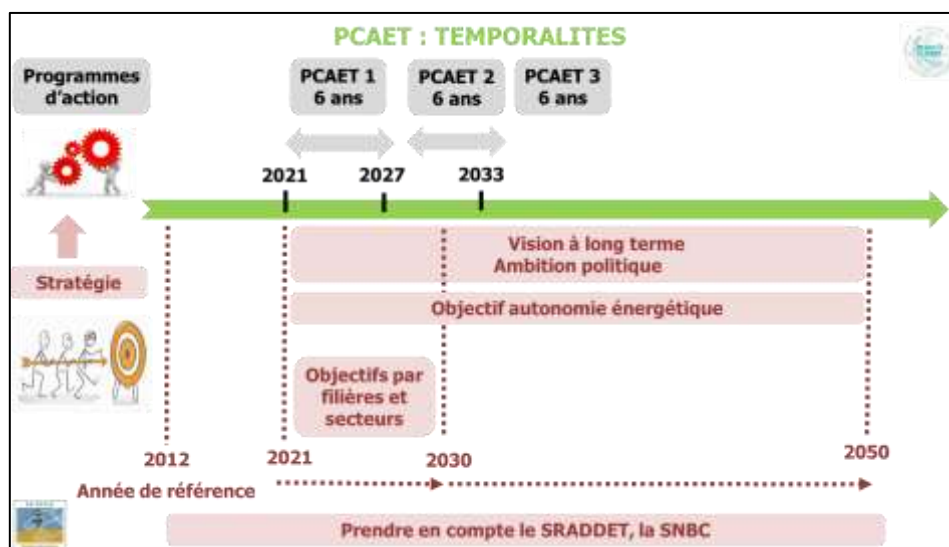 PCAET : TEMPORALITES
Programmes
d'action
PCAET 1
6 ans
PCAET 2
6 ans
PCAET 3
6 ans
2021
2027
2033
Vision à long terme
Ambition politique
Stratégie
Objectif autonomie énergétique
Objectifs par
filières et
secteurs
2012
2021
2030
2050
Année de référence
Prendre en compte le SRADDET, la SNBC